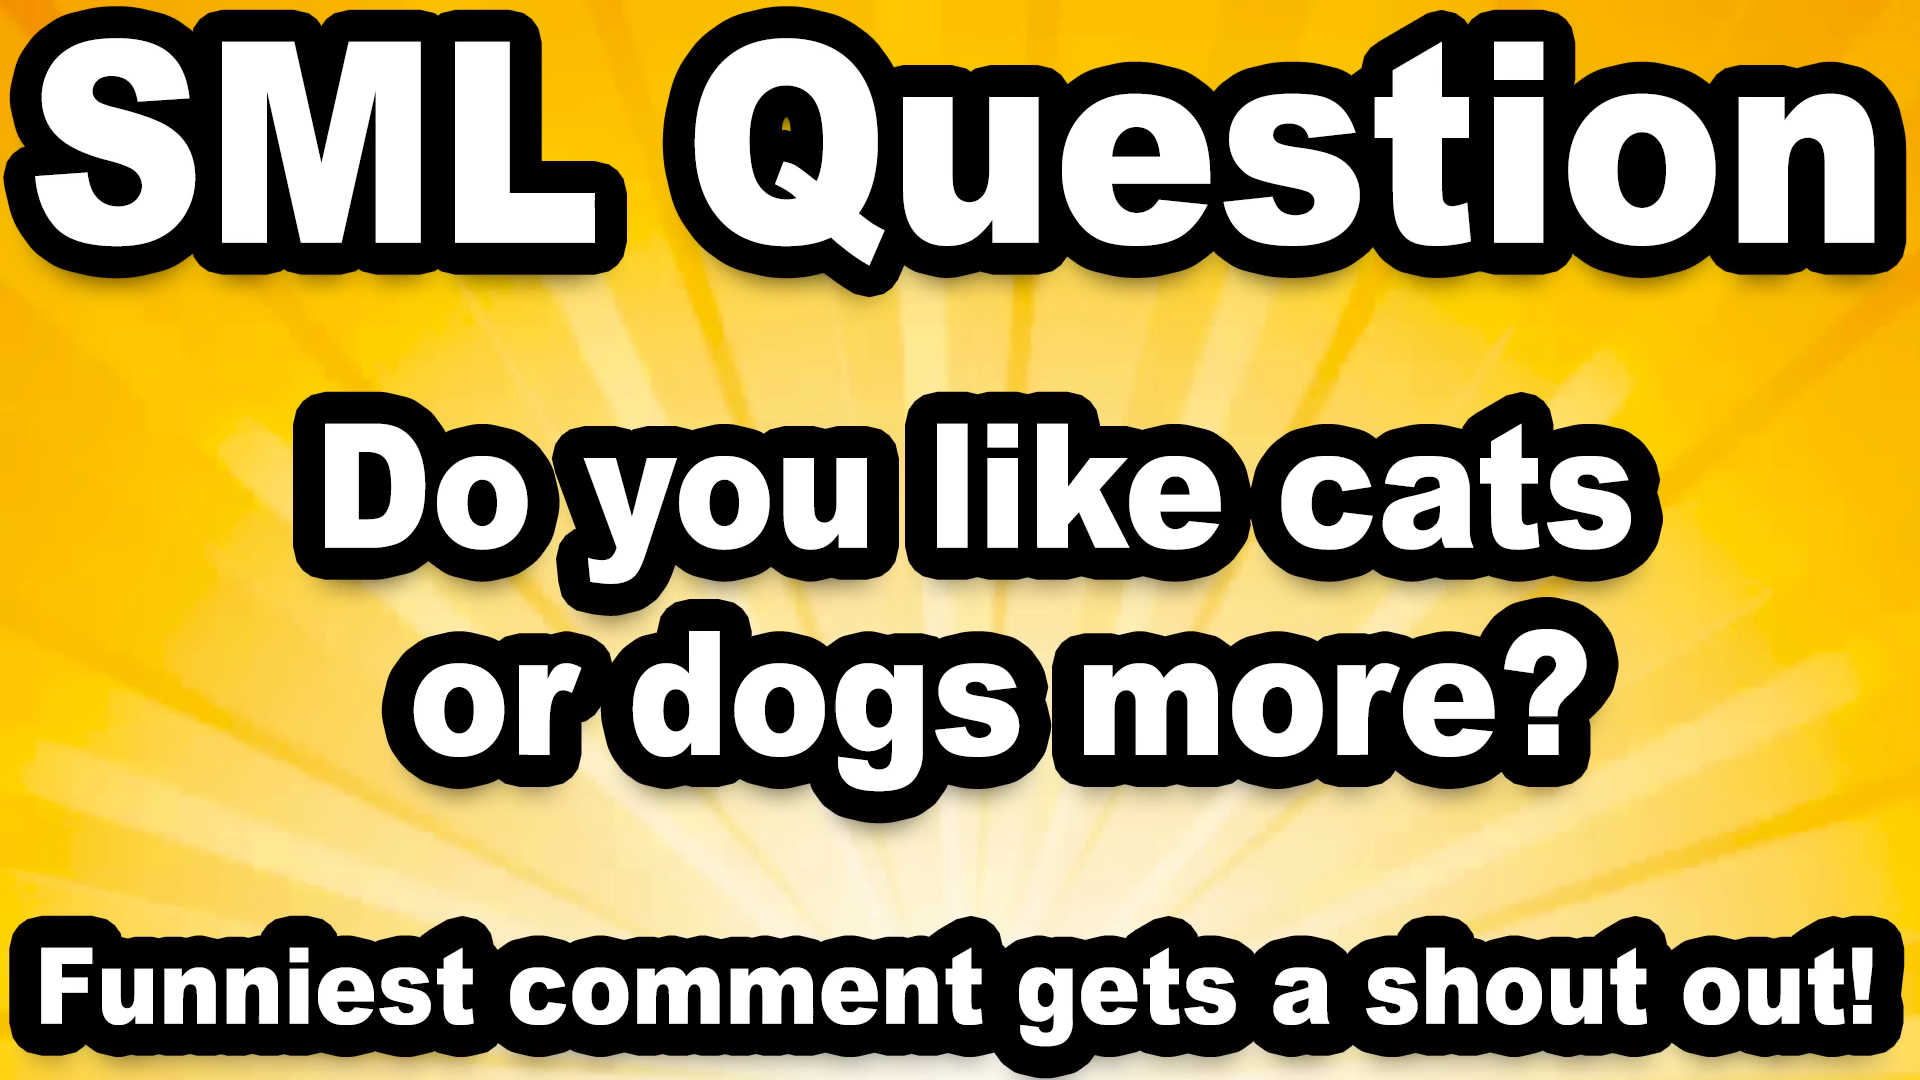 SML Question
Do you like cats
or dogs more?
Funniest comment gets a shout out!